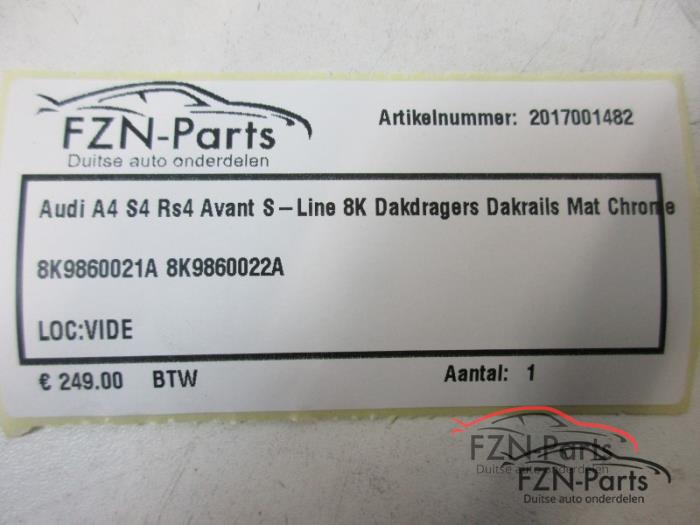 FZN-Parts
Duitse auto onderdelen
Artikelnummer: 2017001482
Audi A4 S4 Rs4 Avant S-Line 8K Dakdragers Dakrails Mat Chrome
8K9860021A 8K9860022A
LOC:VIDE
€ 249.00 BTW
Aantal: 1
FZN-Parts
Duitse auto onderdelen
FZN-Parts
Duitse auto onderdelen